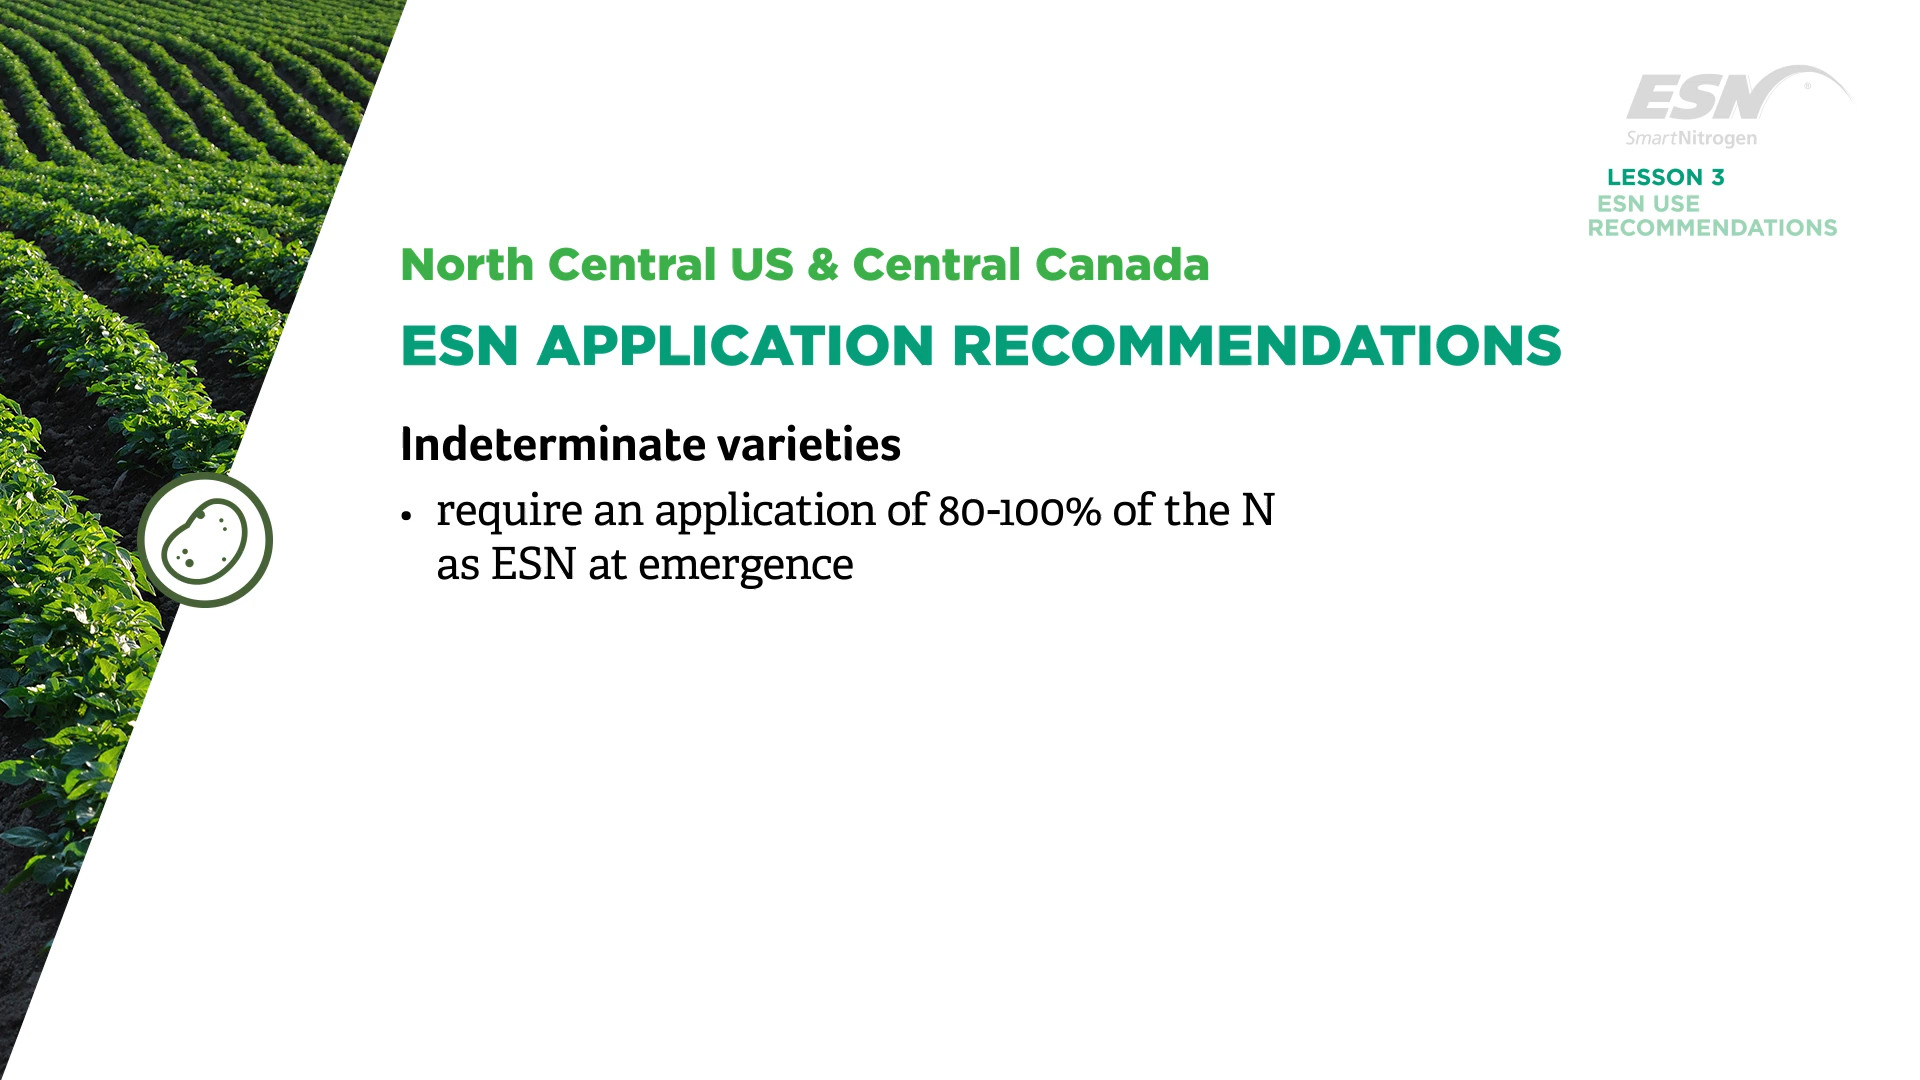 ESN®
SmartNitrogen
LESSON 3
ESN USE
RECOMMENDATIONS
North Central US & Central Canada
ESN APPLICATION RECOMMENDATIONS
Indeterminate varieties
• require an application of 80-100% of the N
as ESN at emergence